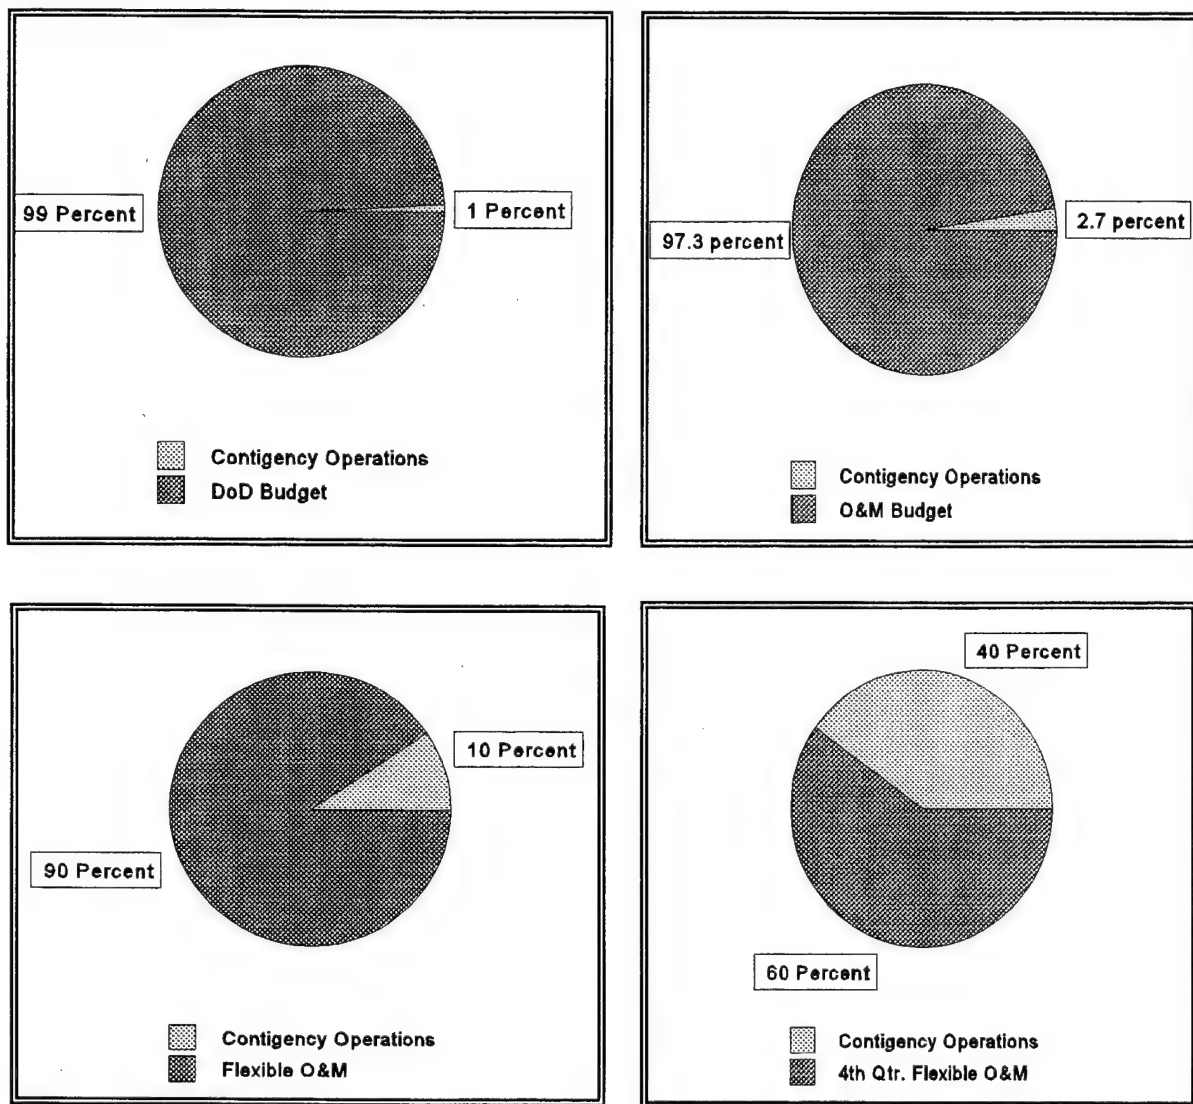 99 Percent
1 Percent
Contigency Operations
DoD Budget
97.3 percent
2.7 percent
Contigency Operations
O&M Budget
10 Percent
90 Percent
Contigency Operations
Flexible O&M
40 Percent
60 Percent
Contigency Operations
4th Qtr. Flexible O&M